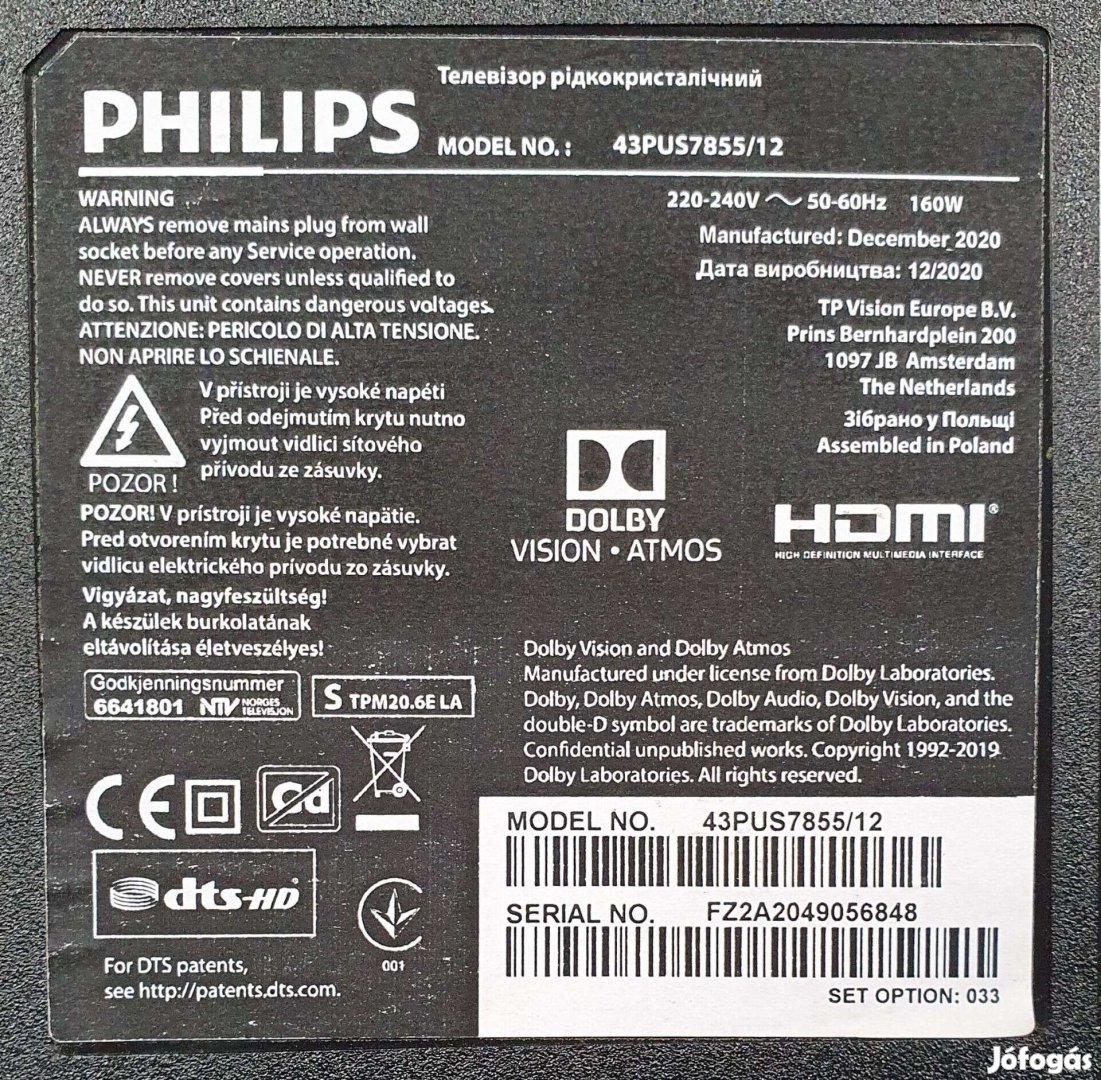 Телевізор рідкокристалічний
PHILIPS
MODEL NO. : 43PUS7855/12
WARNING
ALWAYS remove mains plug from wall
socket before any Service operation.
NEVER remove covers unless qualified to
do so. This unit contains dangerous voltages.
ATTENZIONE: PERICOLO DI ALTA TENSIONE.
NON APRIRE LO SCHIENALE.
V přístroji je vysoké napétí
Před odejmutím krytu nutno
vyjmout vidlici sítového
přívodu ze zásuvky.
POZOR !
POZOR! V prístroji je vysoké napätie.
Pred otvorením krytu je potrebné vybrat
vidlicu elektrického prívodu zo zásuvky.
Vigyázat, nagyfeszültség!
A készülek burkolatának
eltávolítása életveszélyes!
Godkjenningsnummer
6641801 NTV NORGES TELEVISJON
S TPM20.6E LA
CE
Cd
dts-HD
001
For DTS patents,
see http://patents.dts.com.
220-240V ~ 50-60Hz 160W
Manufactured: December 2020
Дата виробництва: 12/2020
TP Vision Europe B.V.
Prins Bernhardplein 200
1097 JB Amsterdam
The Netherlands
Зібрано у Польщі
Assembled in Poland
DOLBY
VISION • ATMOS
HDMI®
HIGH DEFINITION MULTIMEDIA INTERFACE
Dolby Vision and Dolby Atmos
Manufactured under license from Dolby Laboratories.
Dolby, Dolby Atmos, Dolby Audio, Dolby Vision, and the
double-D symbol are trademarks of Dolby Laboratories.
Confidential unpublished works. Copyright 1992-2019
Dolby Laboratories. All rights reserved.
MODEL NO. 43PUS7855/12
SERIAL NO. FZ2A2049056848
SET OPTION: 033
Jófogás